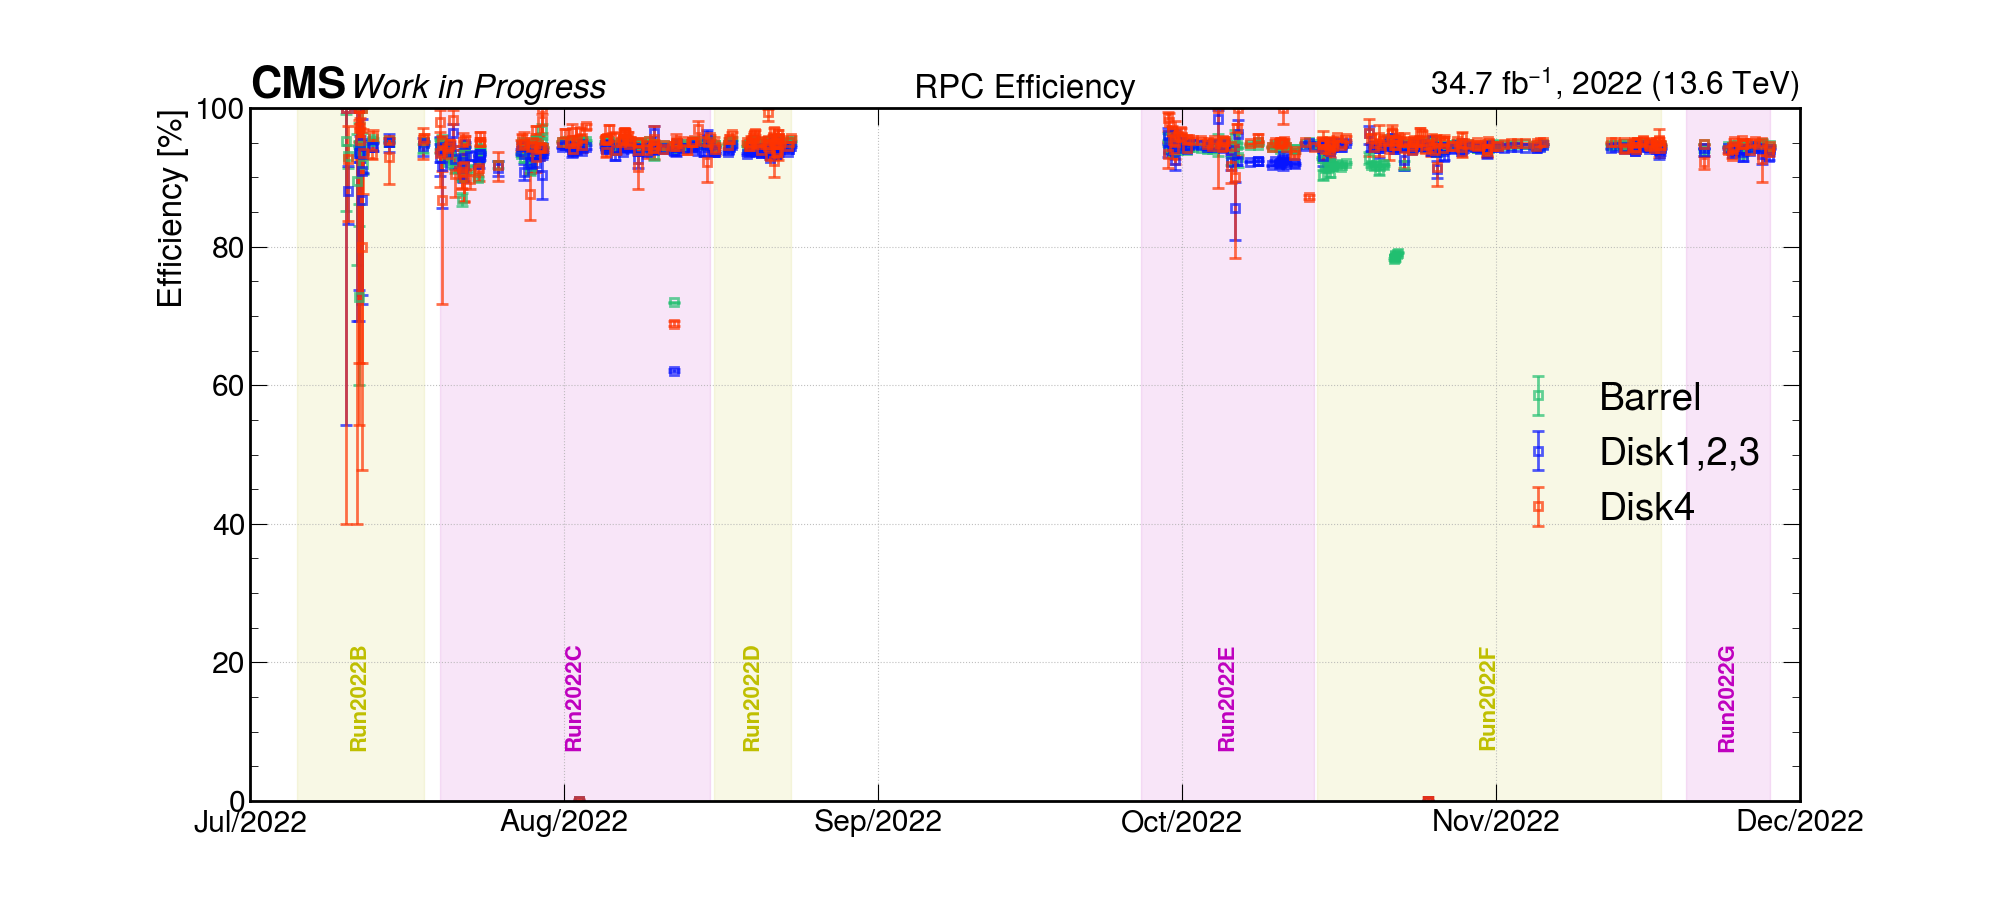 CMS Work in Progress RPC Efficiency 34.7 fb⁻¹, 2022 (13.6 TeV)
Efficiency [%]
100
80
60
40
20
0
Barrel
Disk1,2,3
Disk4
Run2022B
Run2022C
Run2022D
Run2022E
Run2022F
Run2022G
Jul/2022 Aug/2022 Sep/2022 Oct/2022 Nov/2022 Dec/2022